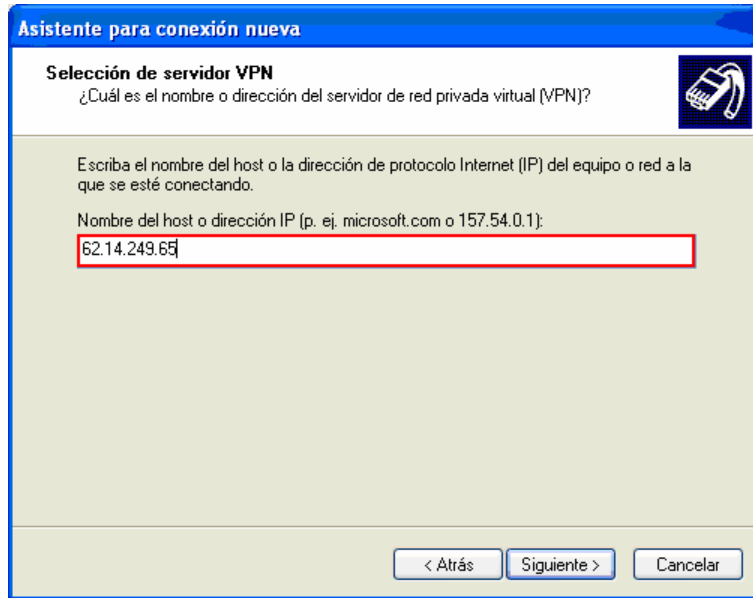 Asistente para conexión nueva
Selección de servidor VPN
¿Cuál es el nombre o dirección del servidor de red privada virtual (VPN)?
Escriba el nombre del host o la dirección de protocolo Internet (IP) del equipo o red a la
que se esté conectando.
Nombre del host o dirección IP (p. ej. microsoft.com o 157.54.0.1):
62.14.249.65
< Atrás
Siguiente >
Cancelar